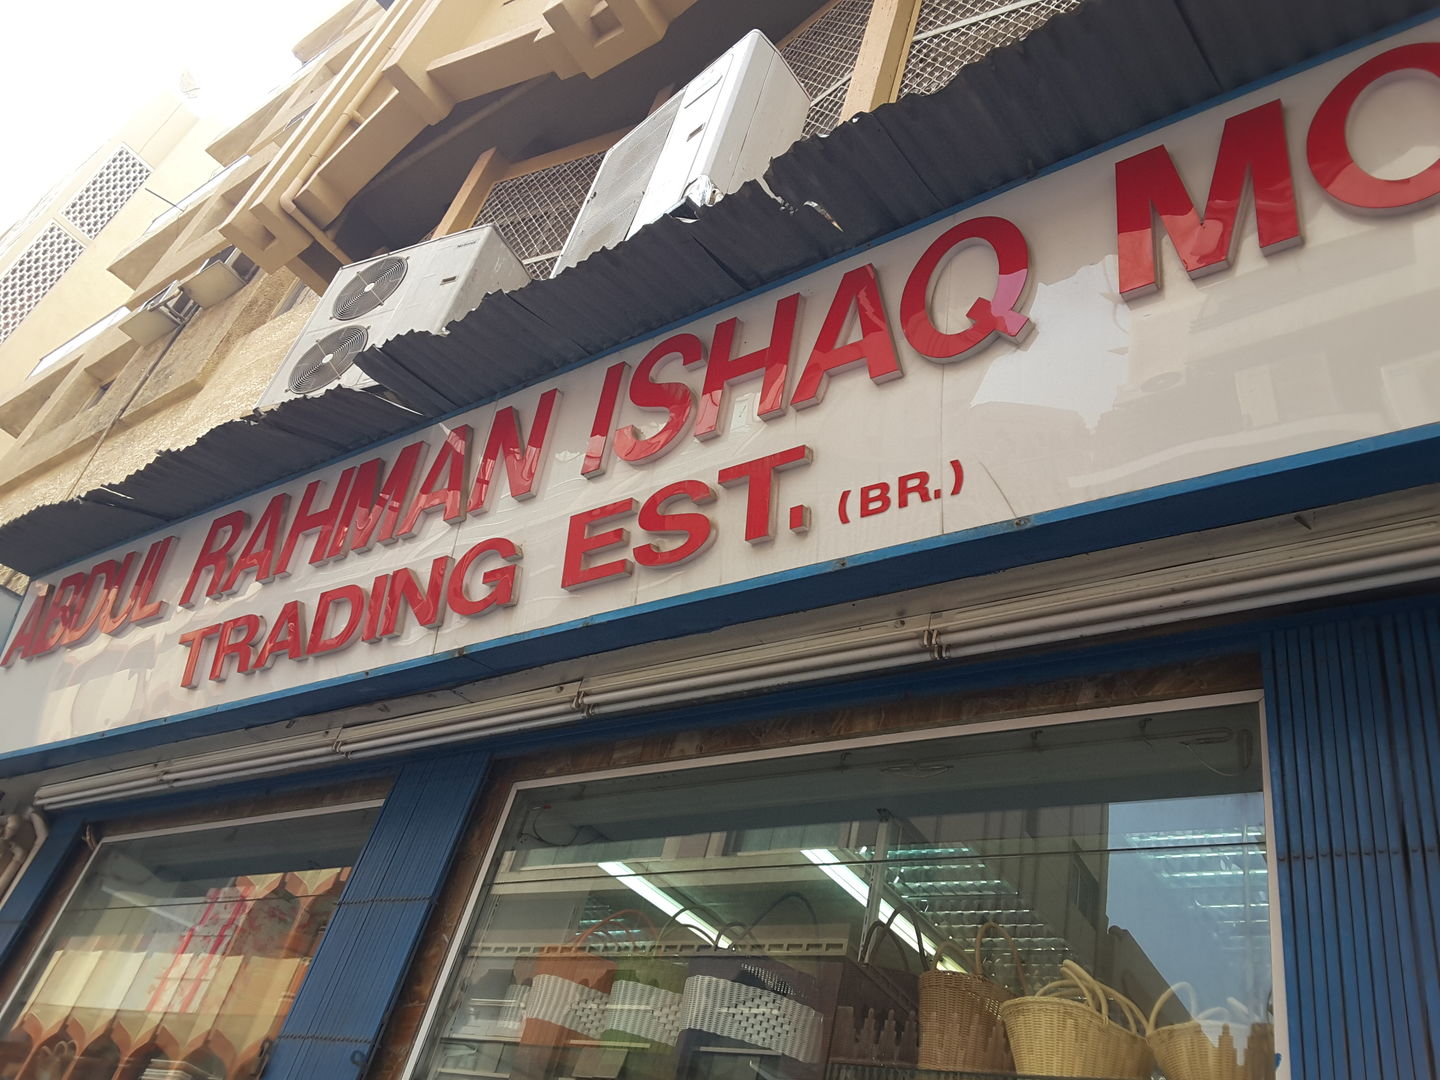 ABDUL RAHMAN ISHAQ MO
TRADING EST. (BR.)